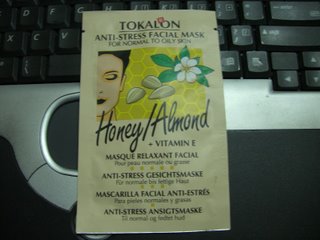 TOKALON
ANTI-STRESS FACIAL MASK
FOR NORMAL TO OILY SKIN
Honey/Almond
+ VITAMIN E
MASQUE RELAXANT FACIAL
Pour peau normale ou grasse
ANTI-STRESS GESICHTSMASKE
Für normale bis fettige Haut
MASCARILLA FACIAL ANTI-ESTRÉS
Para pieles normales y grasas
ANTI-STRESS ANSIGTSMASKE
Til normal og fedtet hud